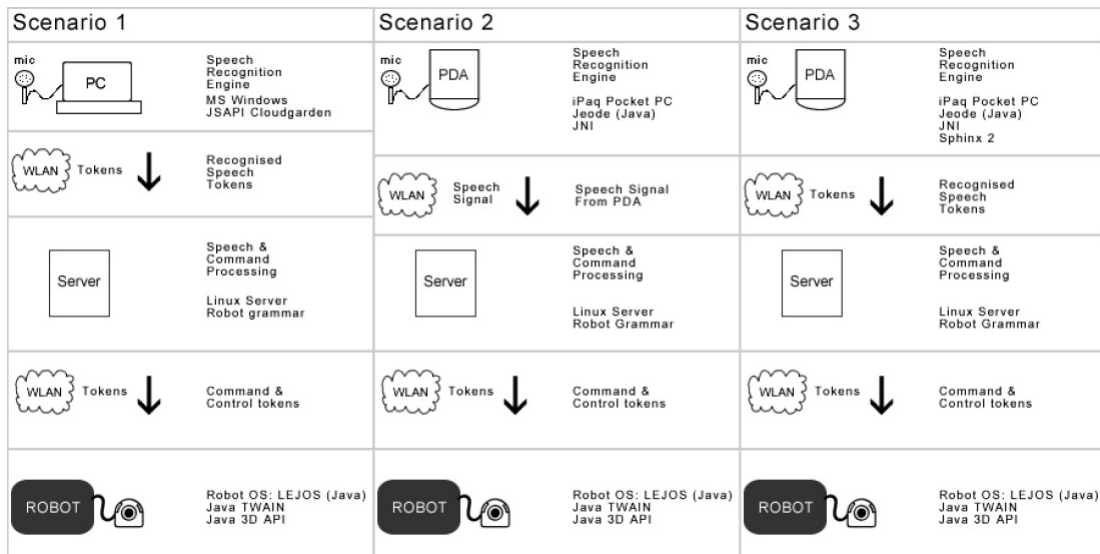 Scenario 1
mic
PC
Speech
Recognition
Engine
MS Windows
JSAPI Cloudgarden
WLAN
Tokens
Recognised
Speech
Tokens
Server
Speech &
Command
Processing
Linux Server
Robot grammar
WLAN
Tokens
Command &
Control tokens
ROBOT
Robot OS: LEJOS (Java)
Java TWAIN
Java 3D API
Scenario 2
mic
PDA
Speech
Recognition
Engine
iPaq Pocket PC
Jeode (Java)
JNI
WLAN
Speech
Signal
Speech Signal
From PDA
Server
Speech &
Command
Processing
Linux Server
Robot Grammar
WLAN
Tokens
Command &
Control tokens
ROBOT
Robot OS: LEJOS (Java)
Java TWAIN
Java 3D API
Scenario 3
mic
PDA
Speech
Recognition
Engine
iPaq Pocket PC
Jeode (Java)
JNI
Sphinx 2
WLAN
Tokens
Recognised
Speech
Tokens
Server
Speech &
Command
Processing
Linux Server
Robot Grammar
WLAN
Tokens
Command &
Control tokens
ROBOT
Robot OS: LEJOS (Java)
Java TWAIN
Java 3D API